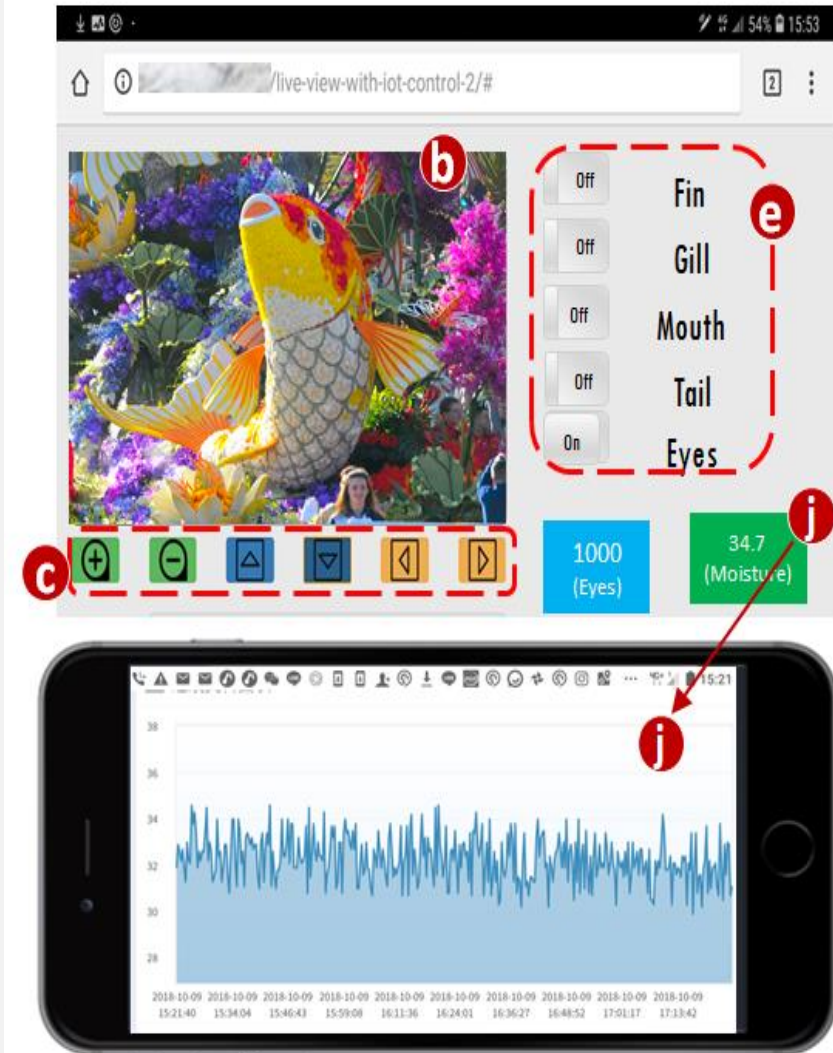 54% 15:53
/live-view-with-iot-control-2/#
2
b
e
Off Fin
Off Gill
Off Mouth
Off Tail
On Eyes
c
j
1000
(Eyes)
34.7
(Moisture)
15:21
j
38
36
34
32
30
28
2018-10-09 2018-10-09 2018-10-09 2018-10-09 2018-10-09 2018-10-09 2018-10-09 2018-10-09 2018-10-09 2018-10-09
15:21:40 15:34:04 15:46:43 15:59:08 16:11:36 16:24:01 16:36:27 16:48:52 17:01:17 17:13:42